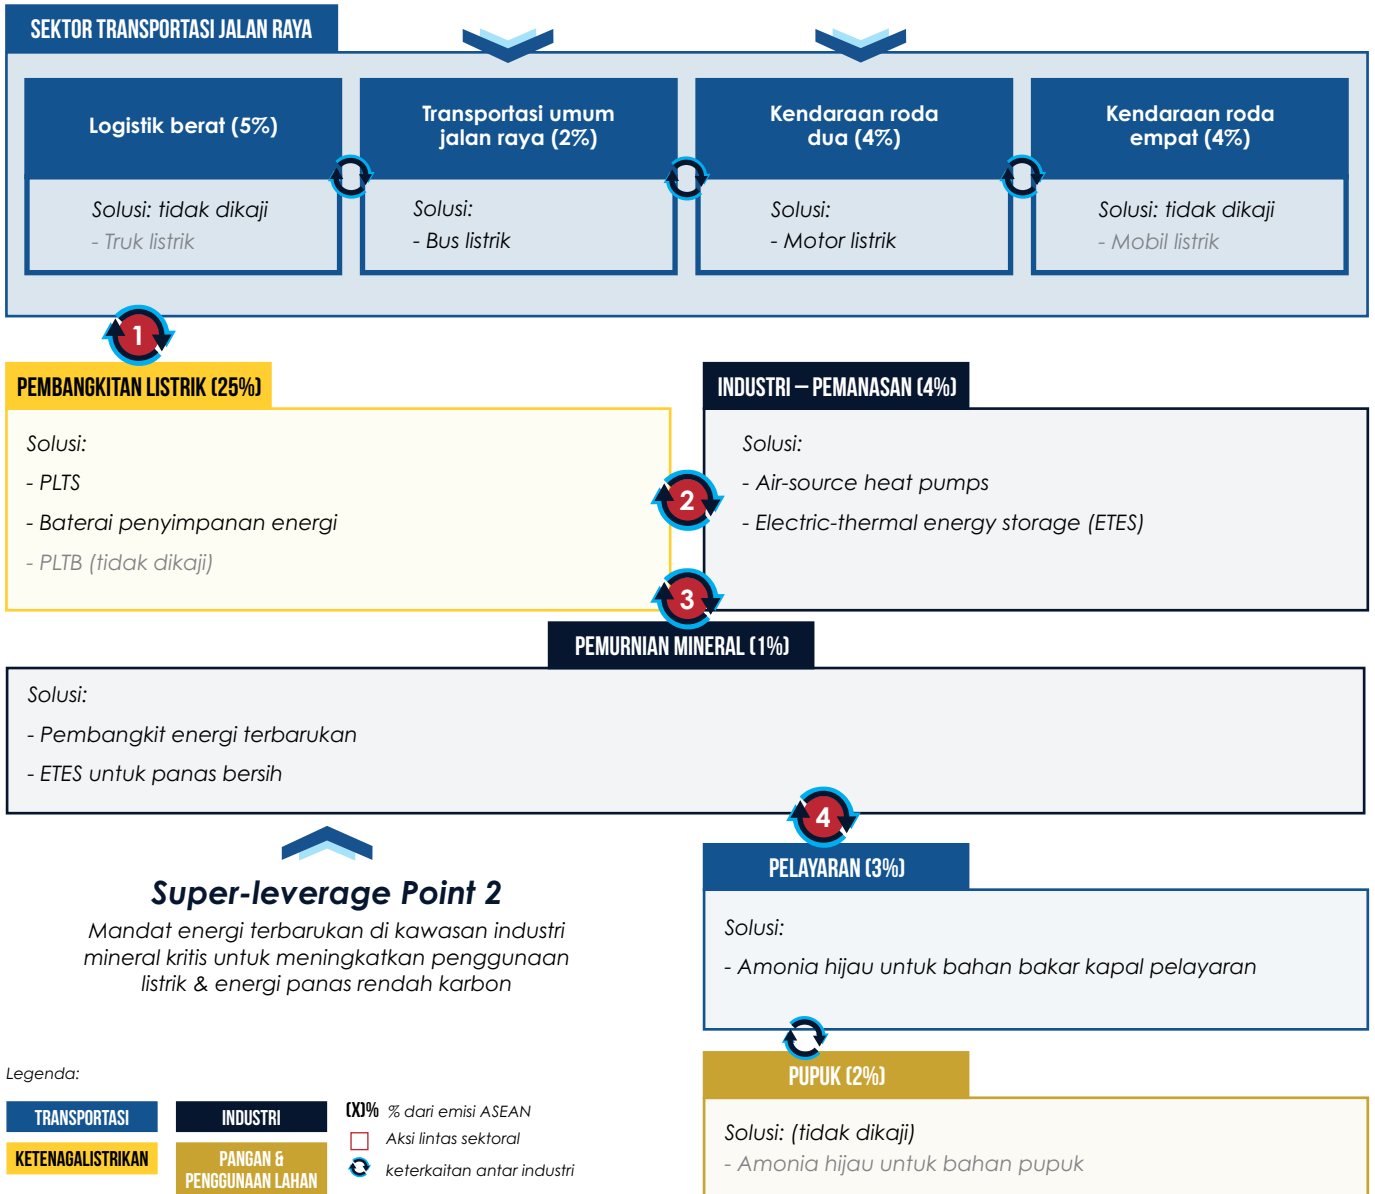 SEKTOR TRANSPORTASI JALAN RAYA
Logistik berat (5%)
Solusi: tidak dikaji
- Truk listrik
Transportasi umum
jalan raya (2%)
Solusi:
- Bus listrik
Kendaraan roda
dua (4%)
Solusi:
- Motor listrik
Kendaraan roda
empat (4%)
Solusi: tidak dikaji
- Mobil listrik
1
PEMBANGKITAN LISTRIK (25%)
Solusi:
- PLTS
- Baterai penyimpanan energi
- PLTB (tidak dikaji)
2
INDUSTRI – PEMANASAN (4%)
Solusi:
- Air-source heat pumps
- Electric-thermal energy storage (ETES)
3
PEMURNIAN MINERAL (1%)
Solusi:
- Pembangkit energi terbarukan
- ETES untuk panas bersih
4
Super-leverage Point 2
Mandat energi terbarukan di kawasan industri
mineral kritis untuk meningkatkan penggunaan
listrik & energi panas rendah karbon
PELAYARAN (3%)
Solusi:
- Amonia hijau untuk bahan bakar kapal pelayaran
PUPUK (2%)
Solusi: (tidak dikaji)
- Amonia hijau untuk bahan pupuk
Legenda:
TRANSPORTASI
INDUSTRI
KETENAGALISTRIKAN
PANGAN &
PENGGUNAAN LAHAN
(X)% % dari emisi ASEAN
Aksi lintas sektoral
keterkaitan antar industri